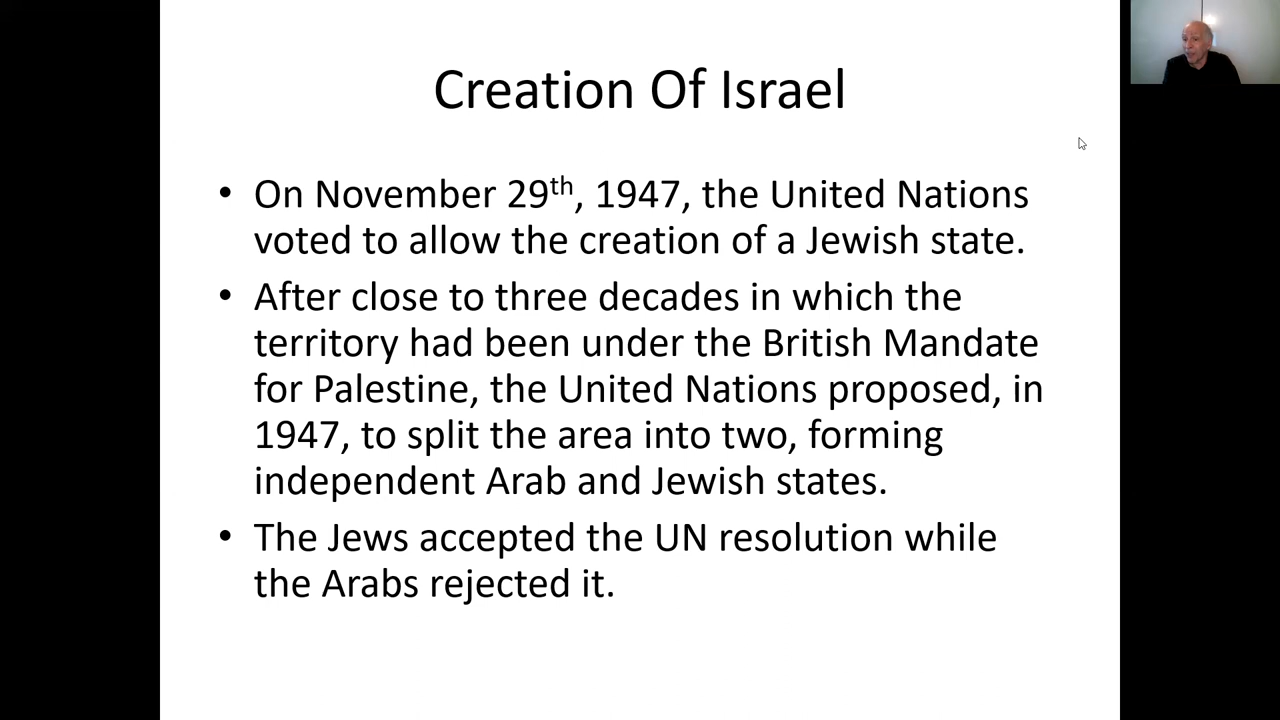 Creation Of Israel
• On November 29th, 1947, the United Nations
voted to allow the creation of a Jewish state.
• After close to three decades in which the
territory had been under the British Mandate
for Palestine, the United Nations proposed, in
1947, to split the area into two, forming
independent Arab and Jewish states.
• The Jews accepted the UN resolution while
the Arabs rejected it.